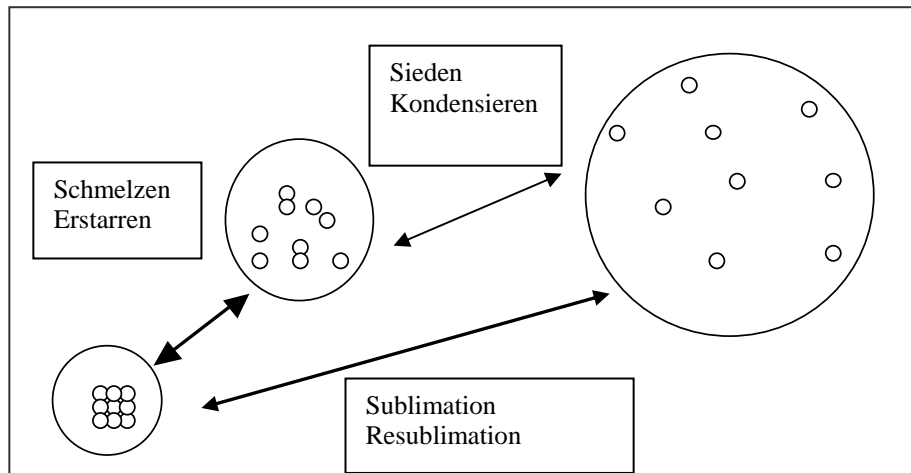 Sieden
Kondensieren
Schmelzen
Erstarren
Sublimation
Resublimation